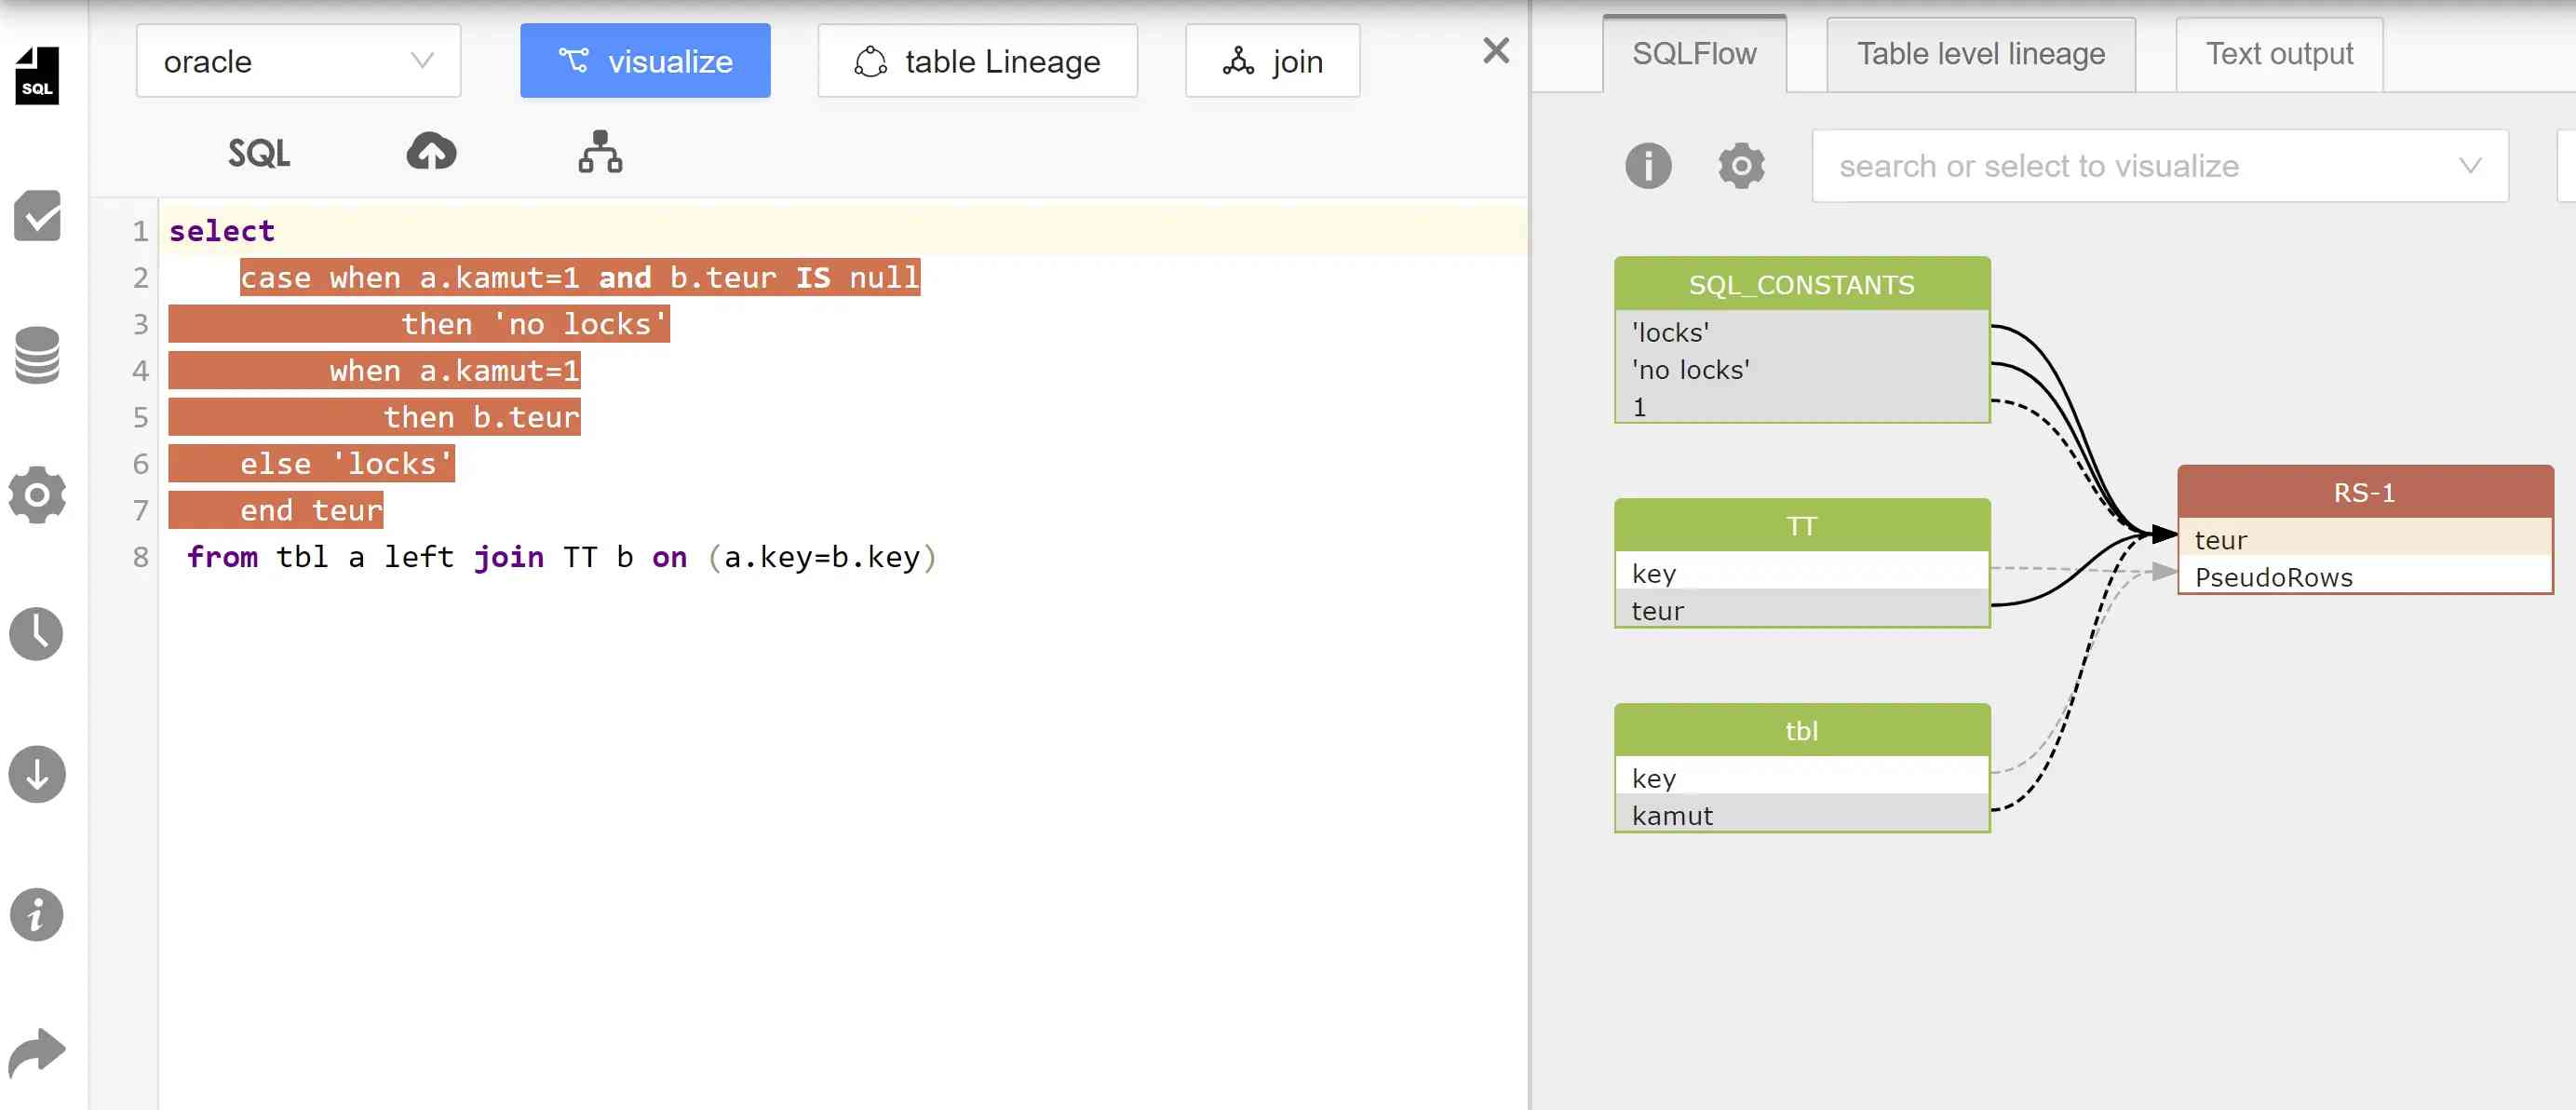 oracle
visualize
table Lineage
join
SQL
SQL
1 select
2     case when a.kamut=1 and b.teur IS null
3              then 'no locks'
4          when a.kamut=1
5             then b.teur
6     else 'locks'
7     end teur
8  from tbl a left join TT b on (a.key=b.key)
SQLFlow
Table level lineage
Text output
search or select to visualize
SQL_CONSTANTS
'locks'
'no locks'
1
TT
key
teur
tbl
key
kamut
RS-1
teur
PseudoRows